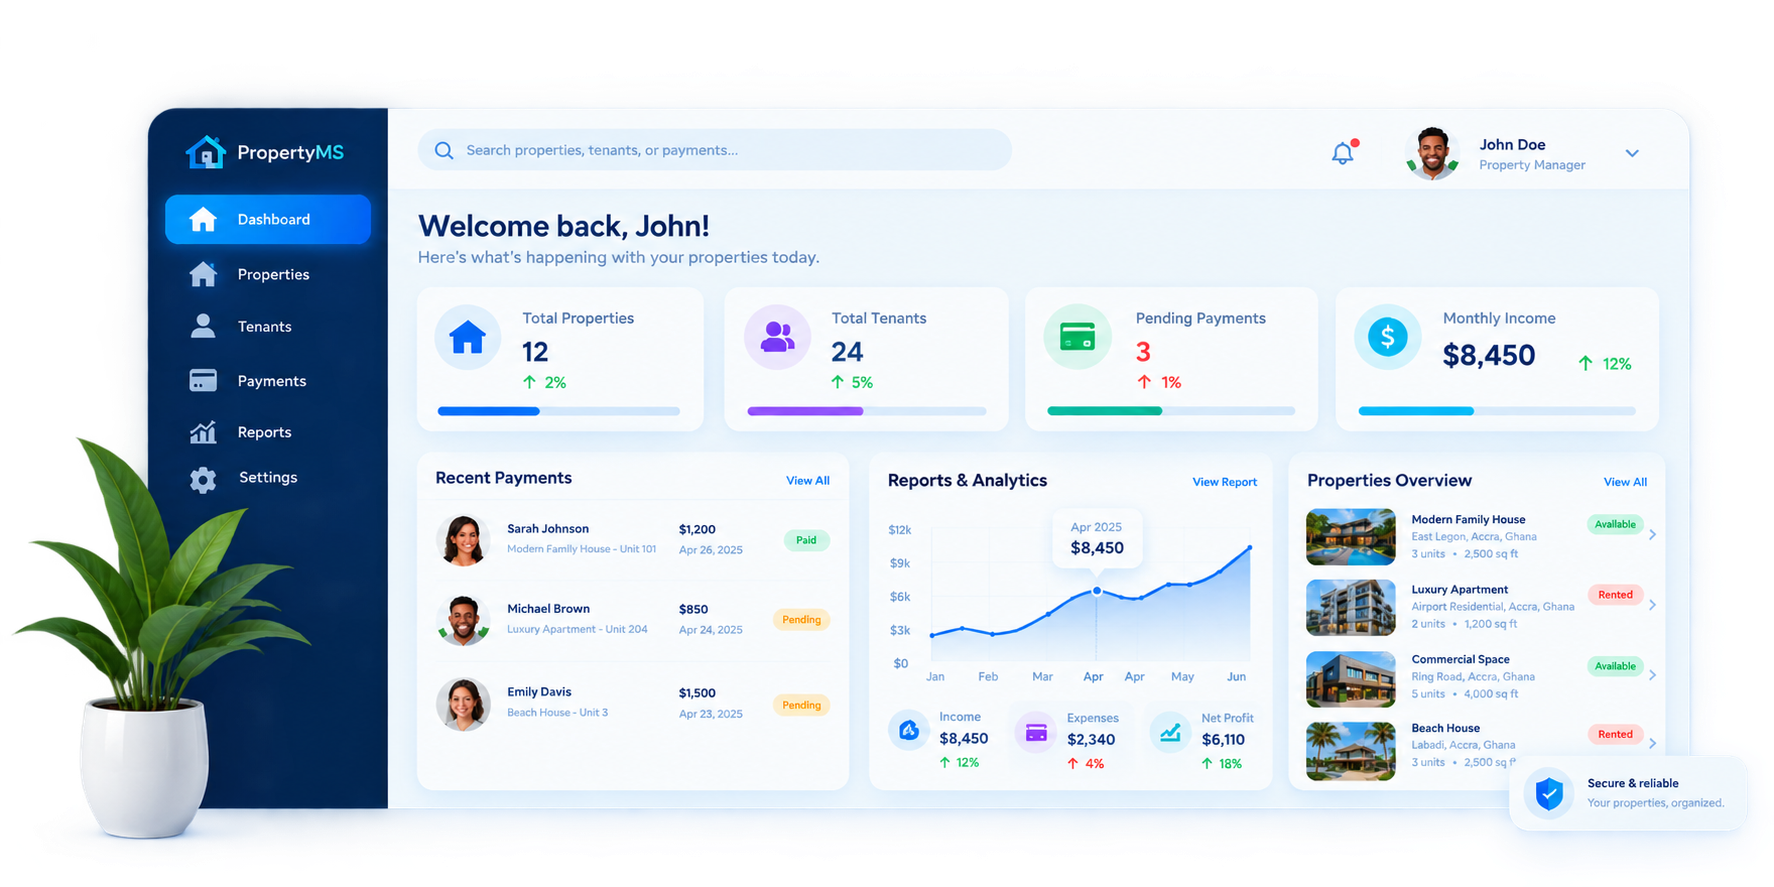 PropertyMS
Dashboard
Properties
Tenants
Payments
Reports
Settings
Search properties, tenants, or payments...
John Doe
Property Manager
Welcome back, John!
Here's what's happening with your properties today.
Total Properties
12
↑ 2%
Total Tenants
24
↑ 5%
Pending Payments
3
↑ 1%
Monthly Income
$8,450
↑ 12%
Recent Payments
View All
Sarah Johnson
Modern Family House - Unit 101
$1,200
Apr 26, 2025
Paid
Michael Brown
Luxury Apartment - Unit 204
$850
Apr 24, 2025
Pending
Emily Davis
Beach House - Unit 3
$1,500
Apr 23, 2025
Pending
Reports & Analytics
View Report
$12k
$9k
$6k
$3k
$0
Apr 2025
$8,450
Jan Feb Mar Apr Apr May Jun
Income
$8,450
↑ 12%
Expenses
$2,340
↑ 4%
Net Profit
$6,110
↑ 18%
Properties Overview
View All
Modern Family House
East Legon, Accra, Ghana
3 units • 2,500 sq ft
Available
Luxury Apartment
Airport Residential, Accra, Ghana
2 units • 1,200 sq ft
Rented
Commercial Space
Ring Road, Accra, Ghana
5 units • 4,000 sq ft
Available
Beach House
Labadi, Accra, Ghana
3 units • 2,500 sq ft
Rented
Secure & reliable
Your properties, organized.